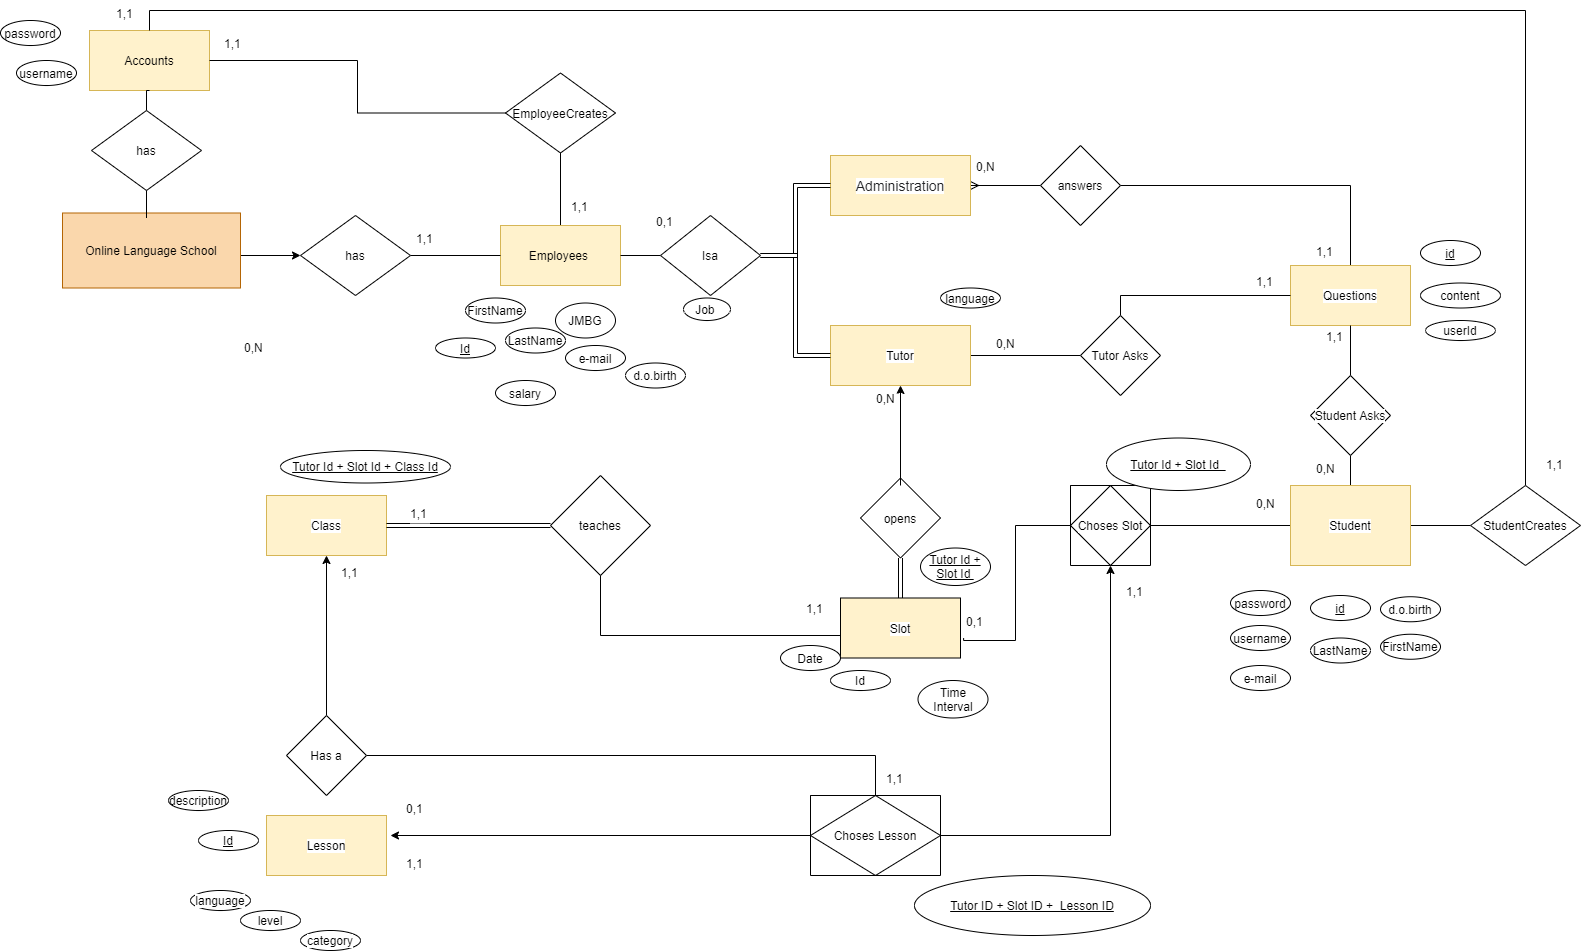 1,1
password
1,1
Accounts
username
EmployeeCreates
has
Administration
0,N
answers
1,1
0,1
Online Language School
has
1,1
Employees
Isa
1,1
id
Questions
content
userId
1,1
1,1
FirstName
JMBG
Job
language
LastName
Id
e-mail
d.o.birth
salary
0,N
Tutor
0,N
Tutor Asks
0,N
Student Asks
0,N
1,1
Tutor Id + Slot Id + Class Id
Tutor Id + Slot Id
Class
1,1
teaches
opens
Choses Slot
0,N
Student
StudentCreates
1,1
Tutor Id +
Slot Id
1,1
1,1
Slot
0,1
password
id
d.o.birth
username
LastName
FirstName
e-mail
Date
Id
Time
Interval
Has a
1,1
description
0,1
Id
Lesson
Choses Lesson
1,1
language
level
category
Tutor ID + Slot ID + Lesson ID